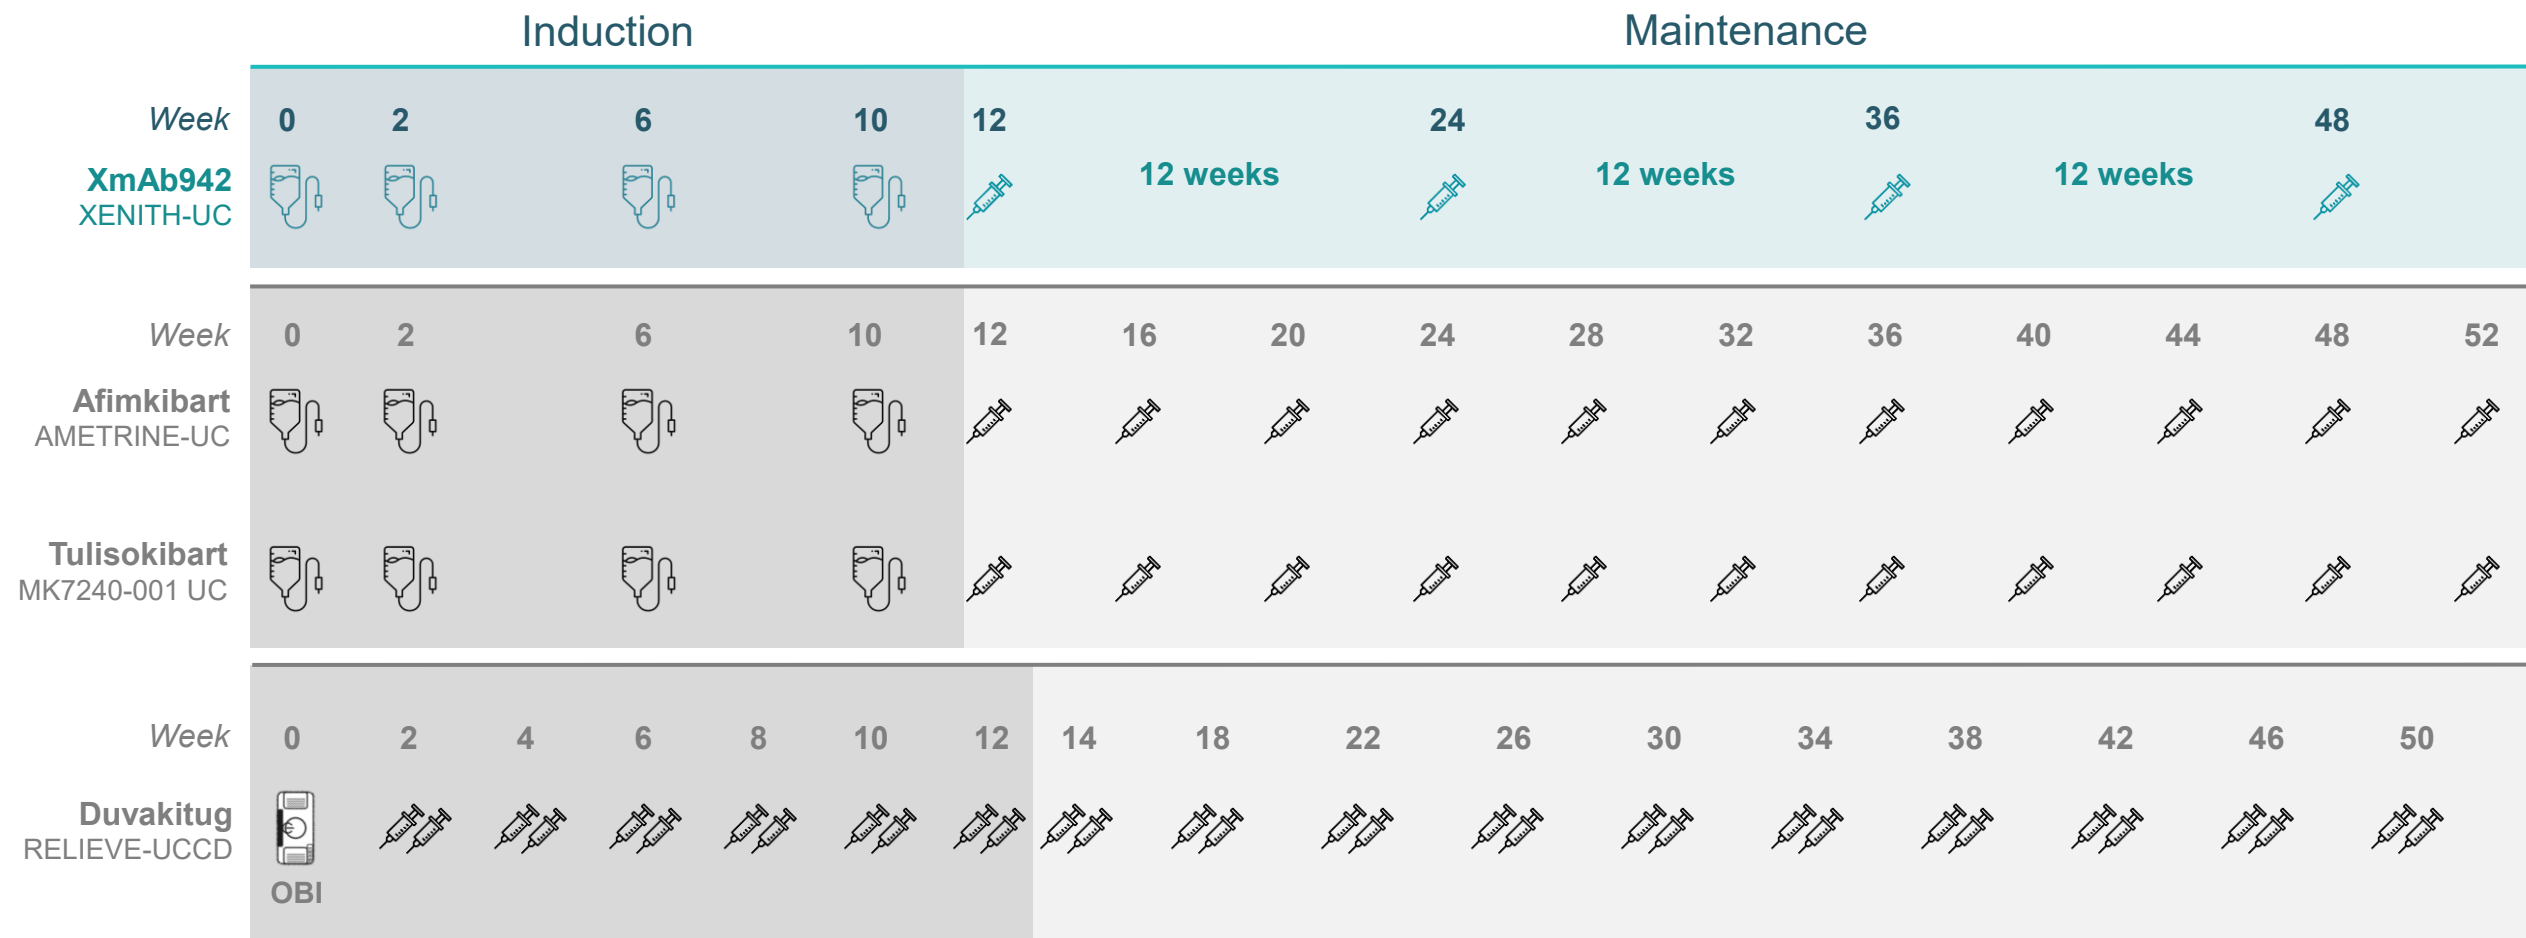 Induction Maintenance
Week 0 2 6 10 12 24 36 48
XmAb942 12 weeks 12 weeks 12 weeks
XENITH-UC
Week 0 2 6 10 12 16 20 24 28 32 36 40 44 48 52
Afimkibart
AMETRINE-UC
Tulisokibart
MK7240-001 UC
Week 0 2 4 6 8 10 12 14 18 22 26 30 34 38 42 46 50
Duvakitug
RELIEVE-UCCD
OBI